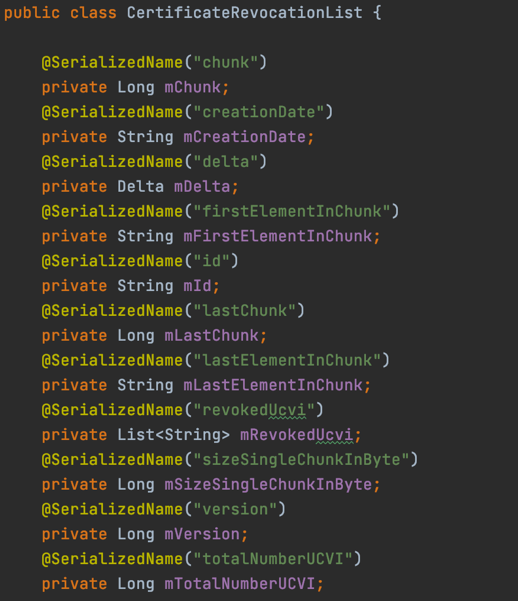 public class CertificateRevocationList {
@SerializedName("chunk")
private Long mChunk;
@SerializedName("creationDate")
private String mCreationDate;
@SerializedName("delta")
private Delta mDelta;
@SerializedName("firstElementInChunk")
private String mFirstElementInChunk;
@SerializedName("id")
private String mId;
@SerializedName("lastChunk")
private Long mLastChunk;
@SerializedName("lastElementInChunk")
private String mLastElementInChunk;
@SerializedName("revokedUcvi")
private List<String> mRevokedUcvi;
@SerializedName("sizeSingleChunkInByte")
private Long mSizeSingleChunkInByte;
@SerializedName("version")
private Long mVersion;
@SerializedName("totalNumberUCVI")
private Long mTotalNumberUCVI;